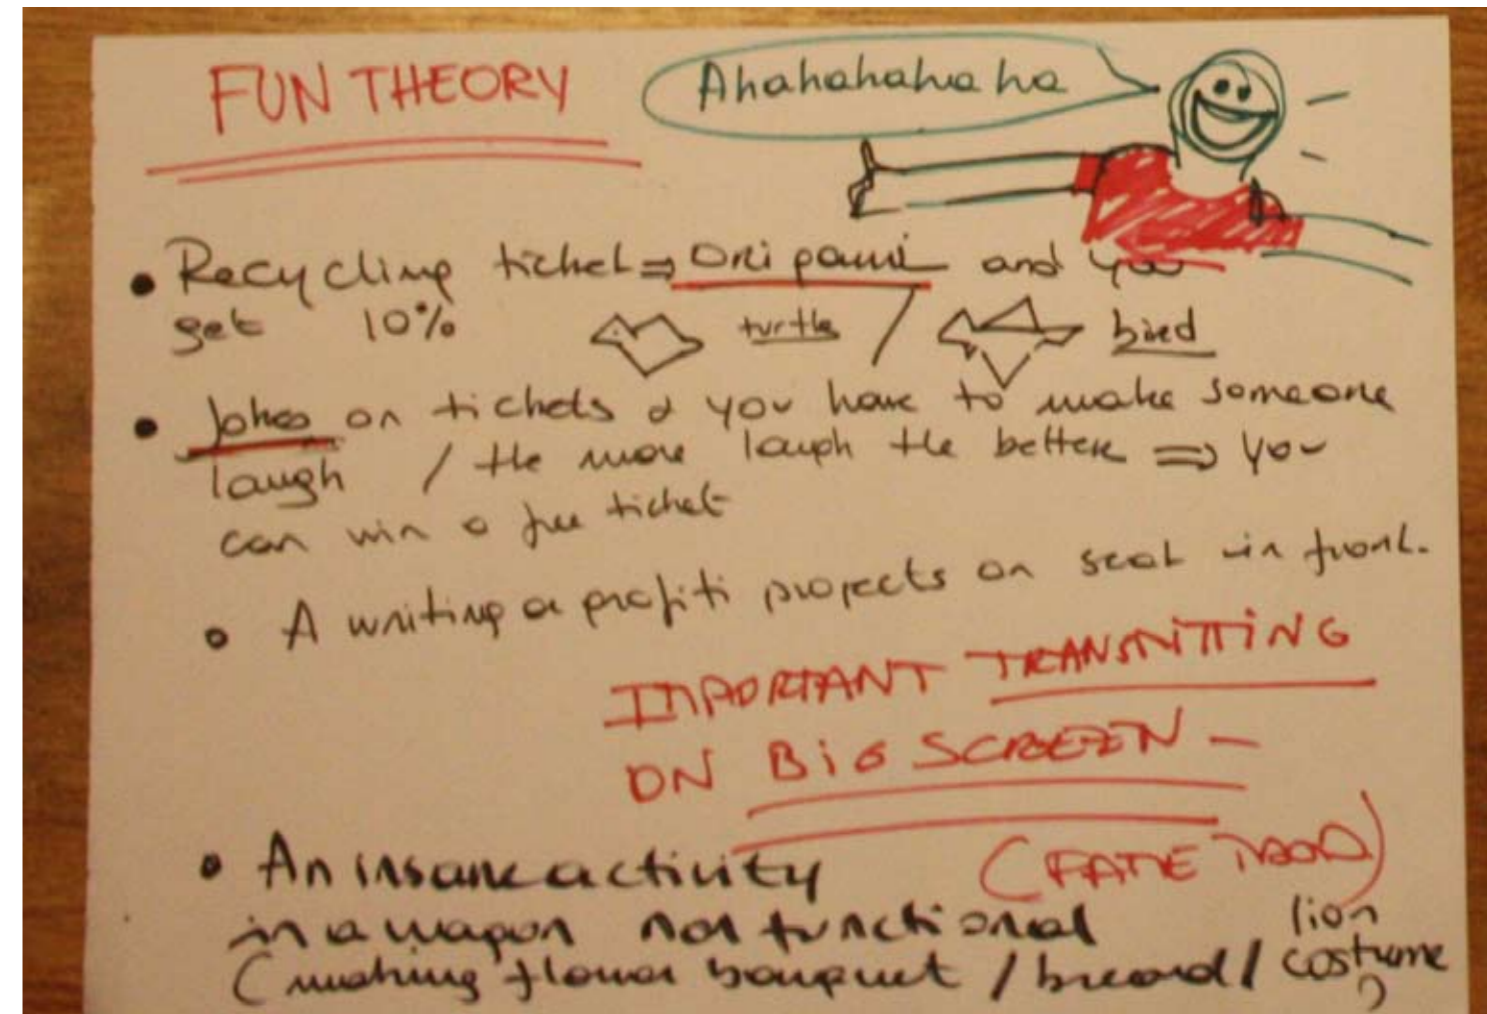 FUN THEORY
Ahahahahaha
• Recycling ticket ⇒ Origami and you
get 10% turtle / bird
• Jokes on tickets & you have to make someone
laugh / the more laugh the better ⇒ you
can win a free ticket
• A writing or grafiti projects on seat in front.
IMPORTANT TRANSMITTING
ON BiG SCREEN -
• An insane activity
in a wagon not functional
(making flower bouquet / bread / lion
costume)